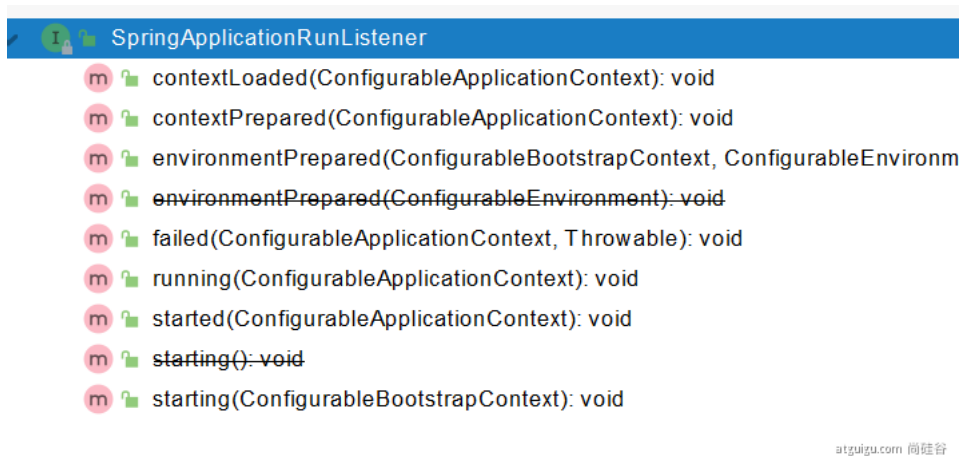 SpringApplicationRunListener
contextLoaded(ConfigurableApplicationContext): void
contextPrepared(ConfigurableApplicationContext): void
environmentPrepared(ConfigurableBootstrapContext, ConfigurableEnvironm
environmentPrepared(ConfigurableEnvironment): void
failed(ConfigurableApplicationContext, Throwable): void
running(ConfigurableApplicationContext): void
started(ConfigurableApplicationContext): void
starting(): void
starting(ConfigurableBootstrapContext): void
atguigu.com 尚硅谷